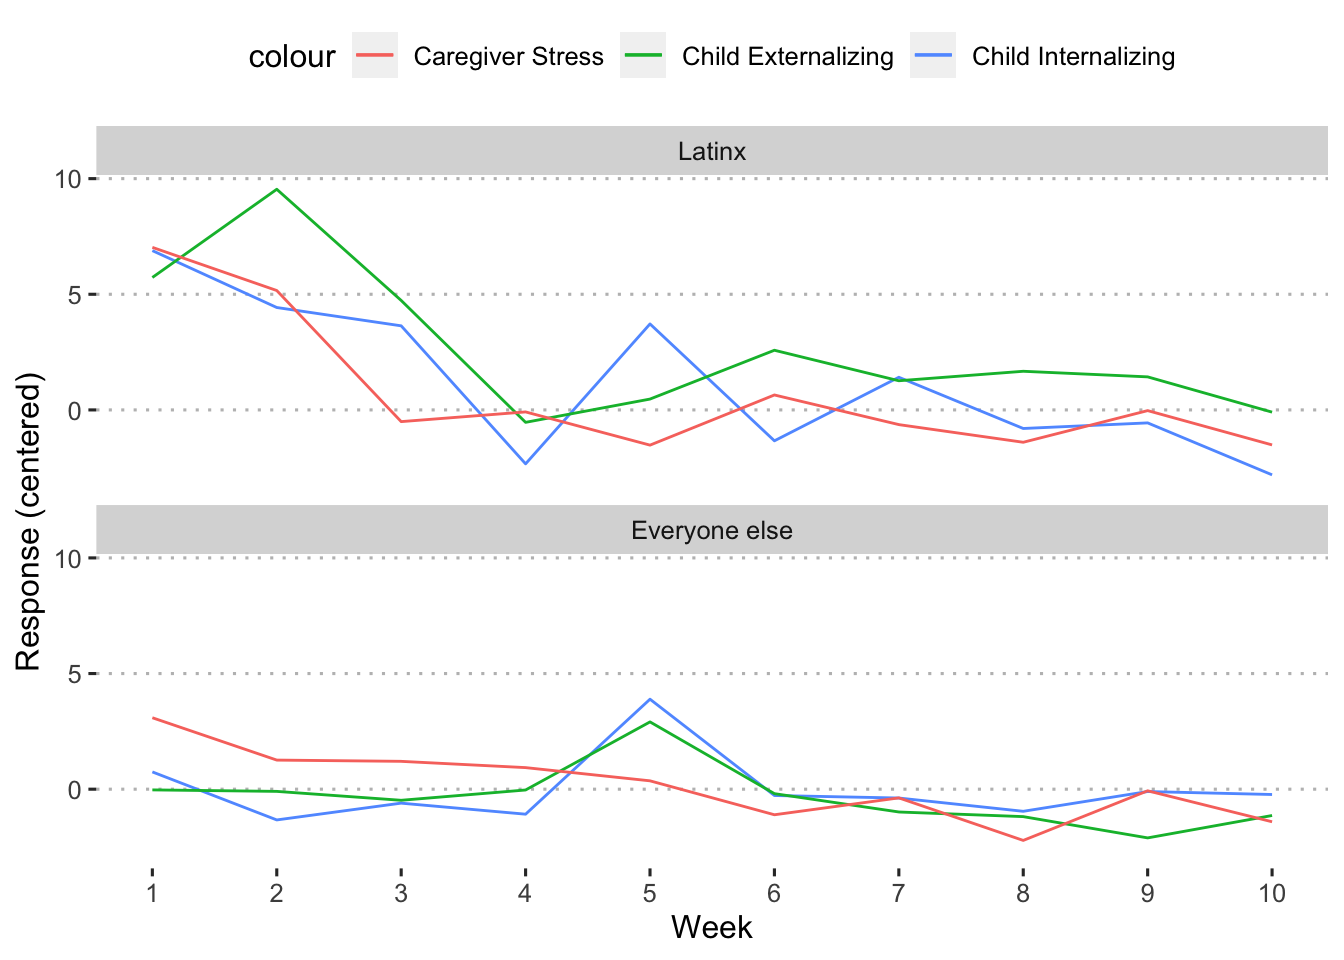 colour Caregiver Stress Child Externalizing Child Internalizing
Latinx
10
5
0
Everyone else
10
5
0
Response (centered)
1 2 3 4 5 6 7 8 9 10
Week